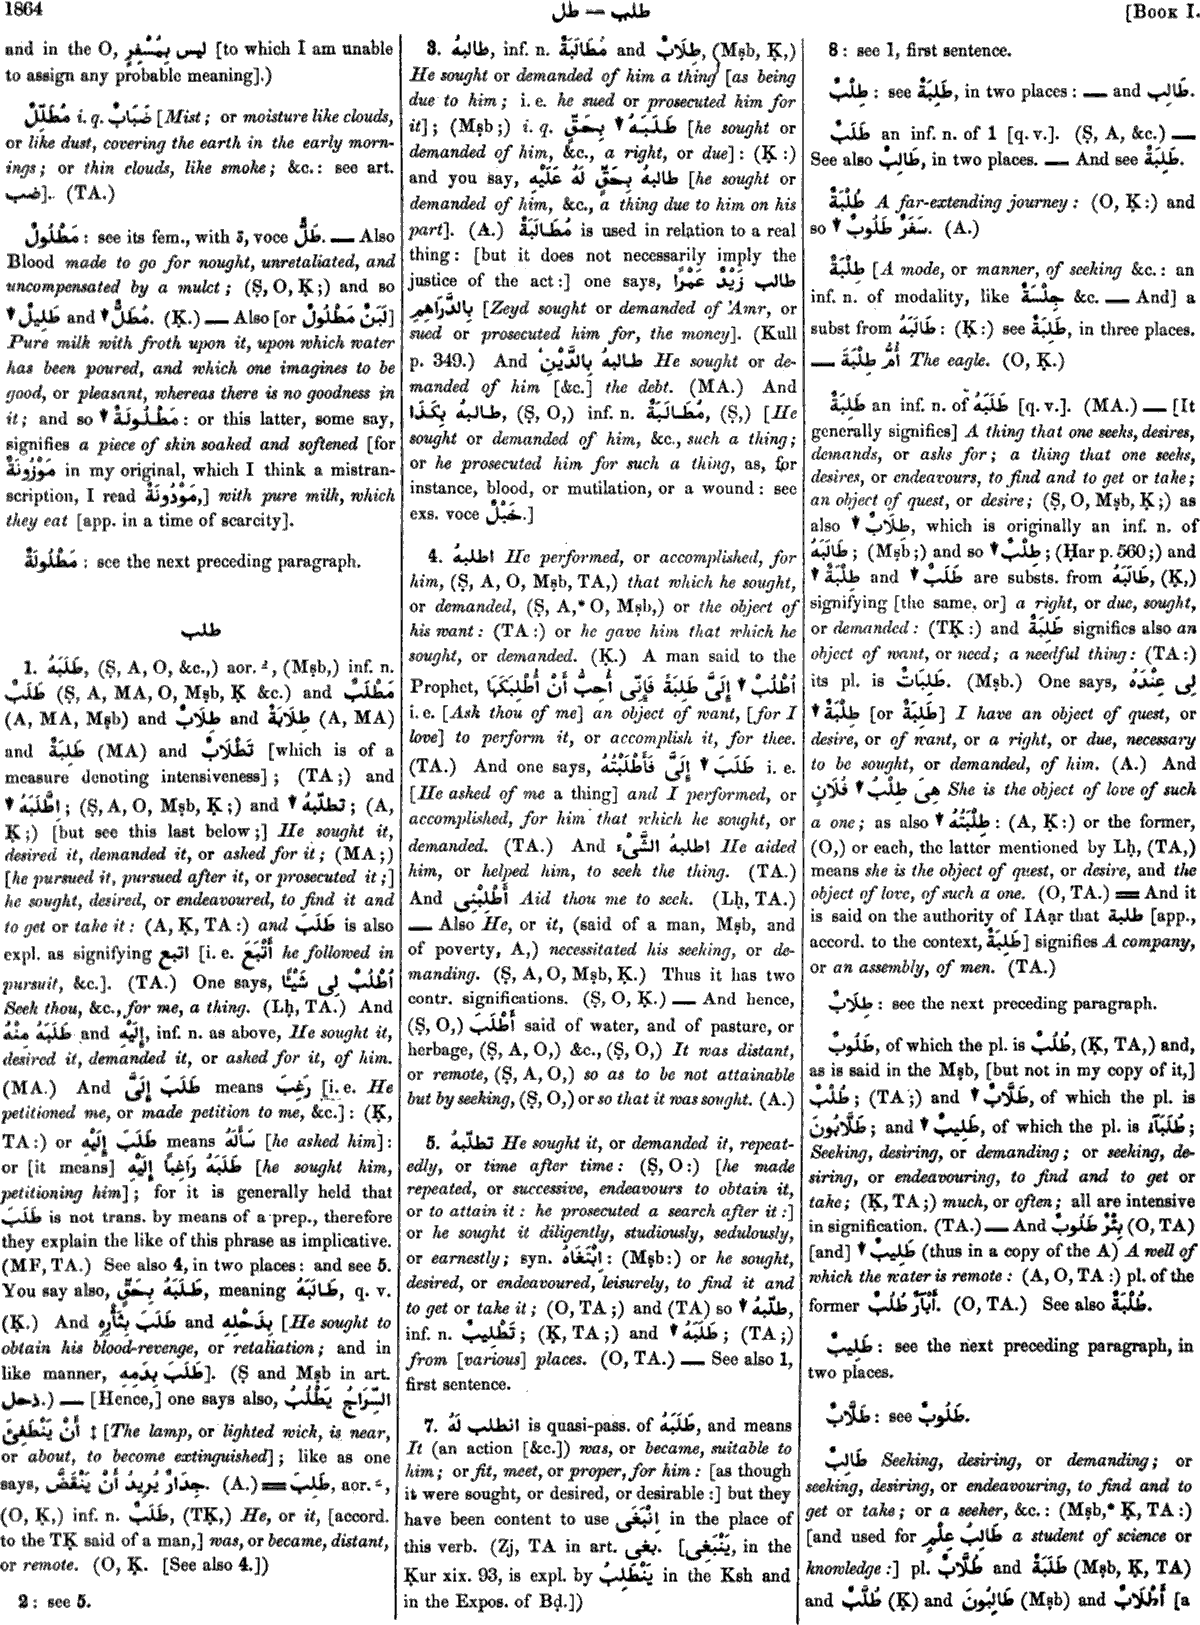 1864
طلب — طل
[BOOK I.
and in the O, لَيْسَ بِمُسْفِرٍ [to which I am unable
to assign any probable meaning].)
مُطَلِّلٌ i. q. ضَبَابٌ [Mist; or moisture like clouds,
or like dust, covering the earth in the early morn-
ings; or thin clouds, like smoke; &c.: see art.
ضب]. (TA.)
مَطْلُولٌ: see its fem., with ة, voce طَلٌّ. — Also
Blood made to go for nought, unretaliated, and
uncompensated by a mulct; (Ṣ, O, Ḳ;) and so
▼ طَلِيلٌ and ▼ مُطَلٌّ. (Ḳ.) — Also [or لَبَنٌ مَطْلُولٌ]
Pure milk with froth upon it, upon which water
has been poured, and which one imagines to be
good, or pleasant, whereas there is no goodness in
it; and so ▼ مَطْلُولَةٌ: or this latter, some say,
signifies a piece of skin soaked and softened [for
مَوْزُونَةٌ in my original, which I think a mistran-
scription, I read مَوْدُونَةٌ,] with pure milk, which
they eat [app. in a time of scarcity].
مَطْلُولَةٌ: see the next preceding paragraph.
طلب
1. طَلَبَهُ, (Ṣ, A, O, &c.,) aor. ـُ, (Mṣb,) inf. n.
طَلَبٌ (Ṣ, A, MA, O, Mṣb, Ḳ &c.) and مَطْلَبٌ
(A, MA, Mṣb) and طِلَابٌ and طِلَابَةٌ (A, MA)
and طَلِبَةٌ (MA) and تَطْلَابٌ [which is of a
measure denoting intensiveness]; (TA;) and
▼ اِطَّلَبَهُ; (Ṣ, A, O, Mṣb, Ḳ;) and ▼ تطلّبهُ; (A,
Ḳ;) [but see this last below;] He sought it,
desired it, demanded it, or asked for it; (MA;)
[he pursued it, pursued after it, or prosecuted it;]
he sought, desired, or endeavoured, to find it and
to get or take it: (A, Ḳ, TA:) and طَلَبَ is also
expl. as signifying اتبع [i. e. أَتْبَعَ he followed in
pursuit, &c.]. (TA.) One says, اُطْلُبْ لِى شَيْئًا
Seek thou, &c., for me, a thing. (Lḥ, TA.) And
طَلَبَهُ مِنْهُ and إِلَيْهِ, inf. n. as above, He sought it,
desired it, demanded it, or asked for it, of him.
(MA.) And طَلَبَ إِلَىَّ means رَغِبَ [i. e. He
petitioned me, or made petition to me, &c.]: (Ḳ,
TA:) or طَلَبَ إِلَيْهِ means سَأَلَهُ [he asked him]:
or [it means] طَلَبَهُ رَاغِبًا إِلَيْهِ [he sought him,
petitioning him]; for it is generally held that
طَلَبَ is not trans. by means of a prep., therefore
they explain the like of this phrase as implicative.
(MF, TA.) See also 4, in two places: and see 5.
You say also, طَلَبَهُ بِحَقٍّ, meaning طَالَبَهُ, q. v.
(Ḳ.) And طَلَبَ بِثَأْرِهِ and بِذَحْلِهِ [He sought to
obtain his blood-revenge, or retaliation; and in
like manner, طَلَبَ بِدَمِهِ]. (Ṣ and Mṣb in art.
ذحل.) — [Hence,] one says also, السِّرَاجُ يَطْلُبُ
أَنْ يَنْطَفِئَ ‡ [The lamp, or lighted wick, is near,
or about, to become extinguished]; like as one
says, جِدَارٌ يُرِيدُ أَنْ يَنْقَضَّ. (A.) = طَلِبَ, aor. ـَ,
(O, Ḳ,) inf. n. طَلَبٌ, (TḲ,) He, or it, [accord.
to the TḲ said of a man,] was, or became, distant,
or remote. (O, Ḳ. [See also 4.])
2: see 5.
3. طالبهُ, inf. n. مُطَالَبَةٌ and طِلَابٌ, (Mṣb, Ḳ,)
He sought or demanded of him a thing [as being
due to him; i. e. he sued or prosecuted him for
it]; (Mṣb;) i. q. ▼ طَلَبَهُ بِحَقٍّ [he sought or
demanded of him, &c., a right, or due]: (Ḳ:)
and you say, طالبهُ بِحَقٍّ لَهُ عَلَيْهِ [he sought or
demanded of him, &c., a thing due to him on his
part]. (A.) مُطَالَبَةٌ is used in relation to a real
thing: [but it does not necessarily imply the
justice of the act:] one says, طالب زَيْدٌ عَمْرًا
بِالدَّرَاهِمِ [Zeyd sought or demanded of ’Amr, or
sued or prosecuted him for, the money]. (Kull
p. 349.) And طالبهُ بِالدَّيْنِ He sought or de-
manded of him [&c.] the debt. (MA.) And
طالبهُ بِكَذَا, (Ṣ, O,) inf. n. مُطَالَبَةٌ, (Ṣ,) [He
sought or demanded of him, &c., such a thing;
or he prosecuted him for such a thing, as, for
instance, blood, or mutilation, or a wound: see
exs. voce خَبْلٌ.]
4. اطلبهُ He performed, or accomplished, for
him, (Ṣ, A, O, Mṣb, TA,) that which he sought,
or demanded, (Ṣ, A,* O, Mṣb,) or the object of
his want: (TA:) or he gave him that which he
sought, or demanded. (Ḳ.) A man said to the
Prophet, ▼ اُطْلُبْ إِلَىَّ طَلِبَةً فَإِنِّى أُحِبُّ أَنْ أُطْلِبَكَهَا
i. e. [Ask thou of me] an object of want, [for I
love] to perform it, or accomplish it, for thee.
(TA.) And one says, ▼ طَلَبَ إِلَىَّ فَأَطْلَبْتُهُ i. e.
[He asked of me a thing] and I performed, or
accomplished, for him that which he sought, or
demanded. (TA.) And اطلبهُ الشَّىْءَ He aided
him, or helped him, to seek the thing. (TA.)
And أَطْلِبْنِى Aid thou me to seek. (Lḥ, TA.)
— Also He, or it, (said of a man, Mṣb, and
of poverty, A,) necessitated his seeking, or de-
manding. (Ṣ, A, O, Mṣb, Ḳ.) Thus it has two
contr. significations. (Ṣ, O, Ḳ.) — And hence,
(Ṣ, O,) أَطْلَبَ said of water, and of pasture, or
herbage, (Ṣ, A, O,) &c., (Ṣ, O,) It was distant,
or remote, (Ṣ, A, O,) so as to be not attainable
but by seeking, (Ṣ, O,) or so that it was sought. (A.)
5. تطلّبهُ He sought it, or demanded it, repeat-
edly, or time after time: (Ṣ, O:) [he made
repeated, or successive, endeavours to obtain it,
or to attain it: he prosecuted a search after it:]
or he sought it diligently, studiously, sedulously,
or earnestly; syn. اِبْتَغَاهُ: (Mṣb:) or he sought,
desired, or endeavoured, leisurely, to find it and
to get or take it; (O, TA;) and (TA) so ▼ طلّبهُ,
inf. n. تَطْلِيبٌ; (Ḳ, TA;) and ▼ طَلَبَهُ; (TA;)
from [various] places. (O, TA.) — See also 1,
first sentence.
7. انطلب لَهُ is quasi-pass. of طَلَبَهُ, and means
It (an action [&c.]) was, or became, suitable to
him; or fit, meet, or proper, for him: [as though
it were sought, or desired, or desirable:] but they
have been content to use اِنْبَغَى in the place of
this verb. (Zj, TA in art. بغى. [يَنْبَغِى, in the
Ḳur xix. 93, is expl. by يَنْطَلِبُ in the Ksh and
in the Expos. of Bḍ.])
8: see 1, first sentence.
طِلْبٌ: see طَلِبَةٌ, in two places: — and طَالِبٌ.
طَلَبٌ an inf. n. of 1 [q. v.]. (Ṣ, A, &c.) —
See also طَالِبٌ, in two places. — And see طَلِبَةٌ.
طُلْبَةٌ A far-extending journey: (O, Ḳ:) and
so ▼ سَفَرٌ طَلُوبٌ. (A.)
طِلْبَةٌ [A mode, or manner, of seeking &c.: an
inf. n. of modality, like جِلْسَةٌ &c. — And] a
subst from طَالَبَهُ: (Ḳ:) see طَلِبَةٌ, in three places.
— أُمُّ طِلْبَةَ The eagle. (O, Ḳ.)
طَلِبَةٌ an inf. n. of طَلَبَهُ [q. v.]. (MA.) — [It
generally signifies] A thing that one seeks, desires,
demands, or asks for; a thing that one seeks,
desires, or endeavours, to find and to get or take;
an object of quest, or desire; (Ṣ, O, Mṣb, Ḳ;) as
also ▼ طِلَابٌ, which is originally an inf. n. of
طَالَبَهُ; (Mṣb;) and so ▼ طِلْبٌ; (Ḥar p. 560;) and
▼ طِلْبَةٌ and ▼ طَلَبٌ are substs. from طَالَبَهُ, (Ḳ,)
signifying [the same, or] a right, or due, sought,
or demanded: (TḲ:) and طَلِبَةٌ signifies also an
object of want, or need; a needful thing: (TA:)
its pl. is طَلِبَاتٌ. (Mṣb.) One says, لِى عِنْدَهُ
▼ طِلْبَةٌ [or طَلِبَةٌ] I have an object of quest, or
desire, or of want, or a right, or due, necessary
to be sought, or demanded, of him. (A.) And
هِىَ طِلْبُ ▼ فُلَانٍ She is the object of love of such
a one; as also ▼ طِلْبَتُهُ: (A, Ḳ:) or the former,
(O,) or each, the latter mentioned by Lḥ, (TA,)
means she is the object of quest, or desire, and the
object of love, of such a one. (O, TA.) = And it
is said on the authority of IAạr that طلبة [app.,
accord. to the context, طَلِبَةٌ] signifies A company,
or an assembly, of men. (TA.)
طِلَابٌ: see the next preceding paragraph.
طَلُوبٌ, of which the pl. is طُلُبٌ, (Ḳ, TA,) and,
as is said in the Mṣb, [but not in my copy of it,]
طُلْبٌ; (TA;) and ▼ طَلَّابٌ, of which the pl. is
طَلَّابُونَ; and ▼ طَلِيبٌ, of which the pl. is طُلَبَآءُ;
Seeking, desiring, or demanding; or seeking, de-
siring, or endeavouring, to find and to get or
take; (Ḳ, TA;) much, or often; all are intensive
in signification. (TA.) — And بِئْرٌ طَلُوبٌ (O, TA)
[and] ▼ طَلِيبٌ (thus in a copy of the A) A well of
which the water is remote: (A, O, TA:) pl. of the
former أَبْآرٌ طُلُبٌ. (O, TA.) See also طُلْبَةٌ.
طَلِيبٌ: see the next preceding paragraph, in
two places.
طَلَّابٌ: see طَلُوبٌ.
طَالِبٌ Seeking, desiring, or demanding; or
seeking, desiring, or endeavouring, to find and to
get or take; or a seeker, &c.: (Mṣb,* Ḳ, TA:)
[and used for طَالِبُ عِلْمٍ a student of science or
knowledge:] pl. طُلَّابٌ and طَلَبَةٌ (Mṣb, Ḳ, TA)
and طُلَّبٌ (Ḳ) and طَالِبُونَ (Mṣb) and أَطْلَابٌ [a